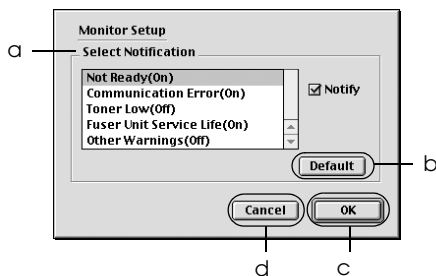 Monitor Setup
a
Select Notification
Not Ready(On)
Communication Error(On)
Toner Low(Off)
Fuser Unit Service Life(On)
Other Warnings(Off)
Notify
Default
b
Cancel
OK
d
c